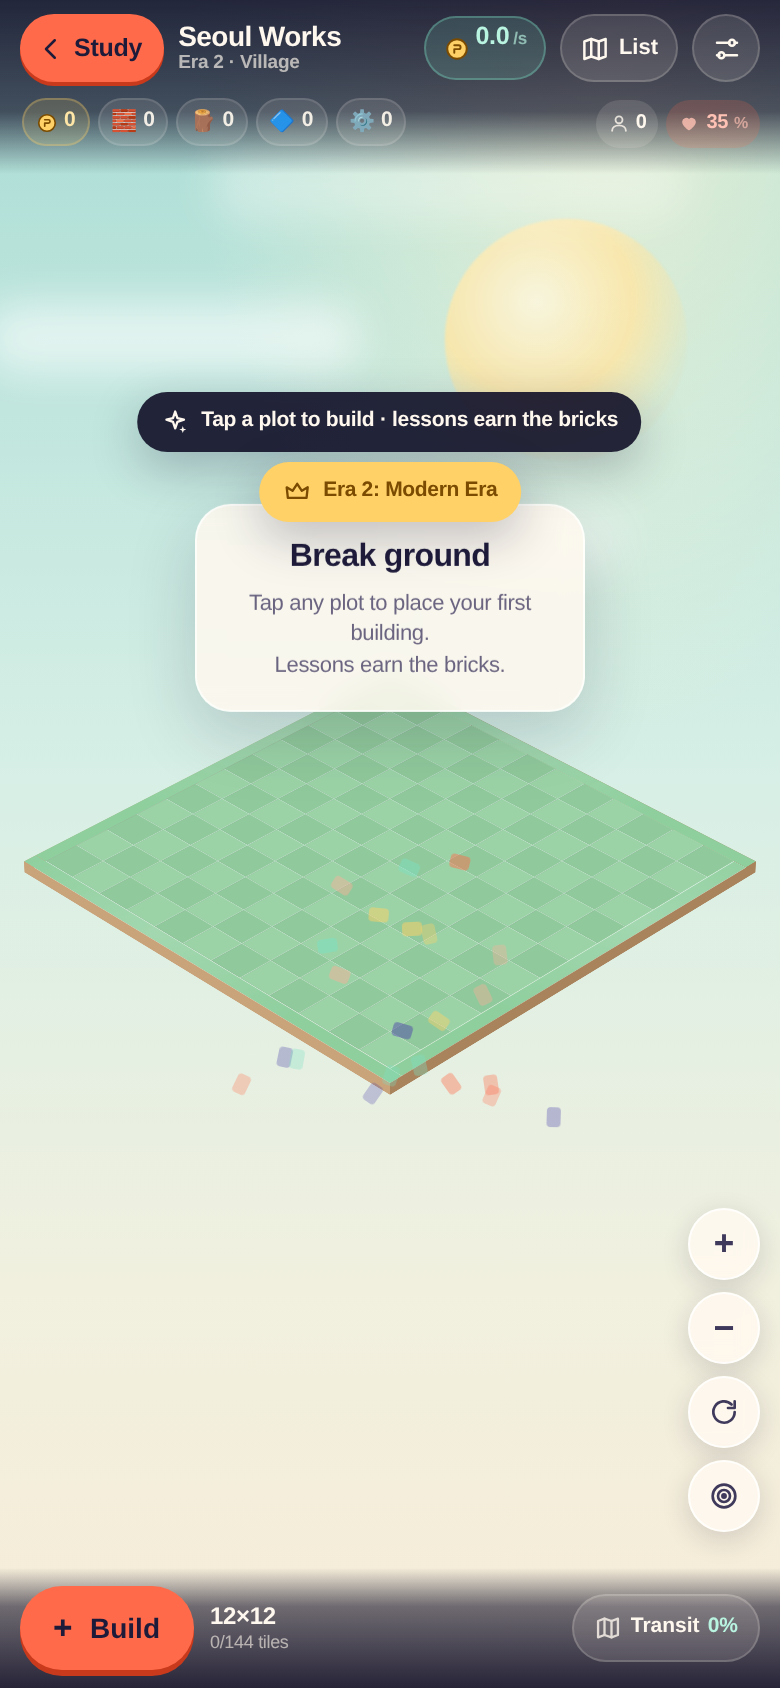 Study
Seoul Works
Era 2 · Village
0.0 /s
List
0
0
0
0
0
0
35 %
Tap a plot to build · lessons earn the bricks
Era 2: Modern Era
Break ground
Tap any plot to place your first
building.
Lessons earn the bricks.
+
−
+ Build
12×12
0/144 tiles
Transit 0%